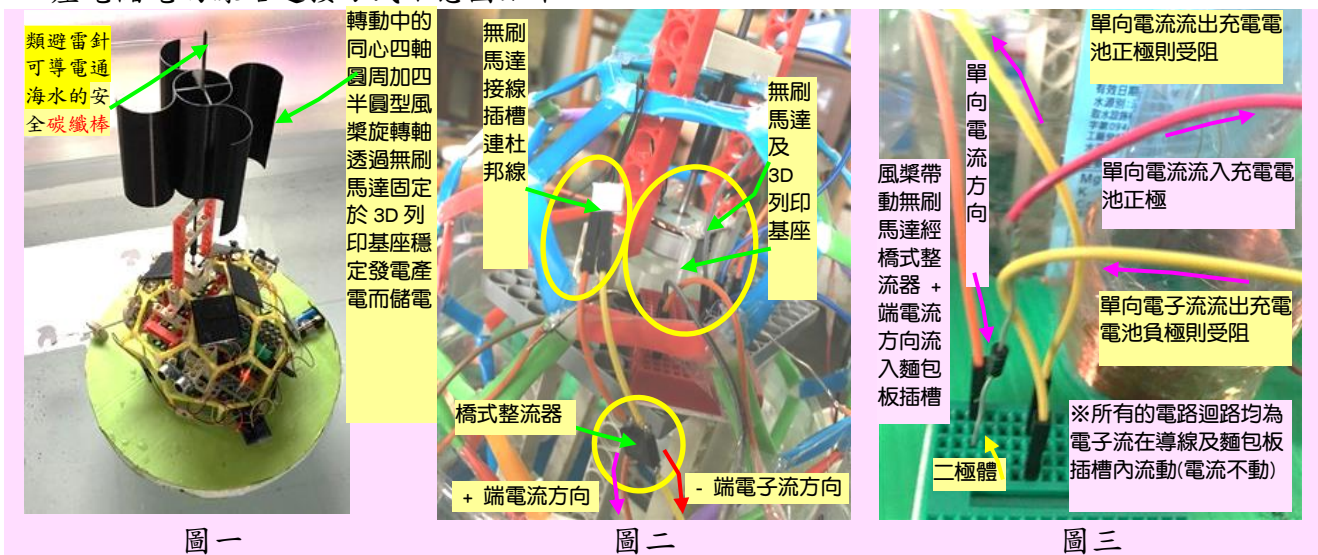 類避雷針
可導電通
海水的安
全碳纖棒
轉動中的
同心四軸
圓周加四
半圓型風
槳旋轉軸
透過無刷
馬達固定
於 3D 列
印基座穩
定發電產
電而儲電
圖一
無刷
馬達
接線
插槽
連杜
邦線
無刷
馬達
及
3D
列印
基座
橋式整流器
+ 端電流方向
- 端電子流方向
圖二
單向電流流出充電電
池正極則受阻
單
向
電
流
方
向
單向電流流入充電電
池正極
風槳帶
動無刷
馬達經
橋式整
流器 +
端電流
方向流
入麵包
板插槽
單向電子流流出充電
電池負極則受阻
※所有的電路迴路均為
電子流在導線及麵包板
插槽內流動(電流不動)
二極體
有效日期
圖三